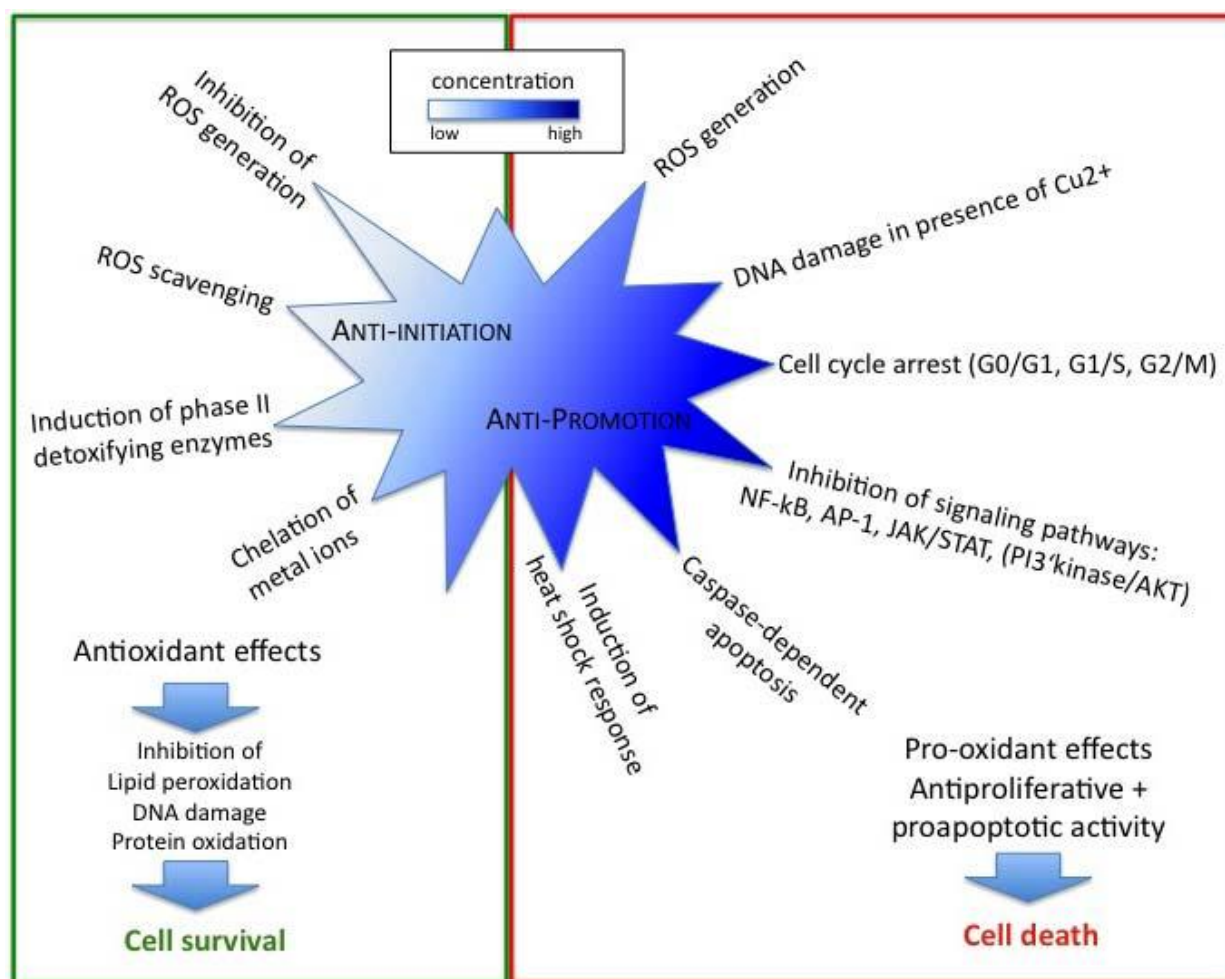 concentration
low high
Inhibition of
ROS generation
ROS scavenging
Induction of phase II
detoxifying enzymes
Chelation of
metal ions
ANTI-INITIATION
ANTI-PROMOTION
ROS generation
DNA damage in presence of Cu2+
Cell cycle arrest (G0/G1, G1/S, G2/M)
Inhibition of signaling pathways:
NF-kB, AP-1, JAK/STAT, (PI3‘kinase/AKT)
Caspase-dependent
apoptosis
Induction of
heat shock response
Antioxidant effects
Inhibition of
Lipid peroxidation
DNA damage
Protein oxidation
Cell survival
Pro-oxidant effects
Antiproliferative +
proapoptotic activity
Cell death